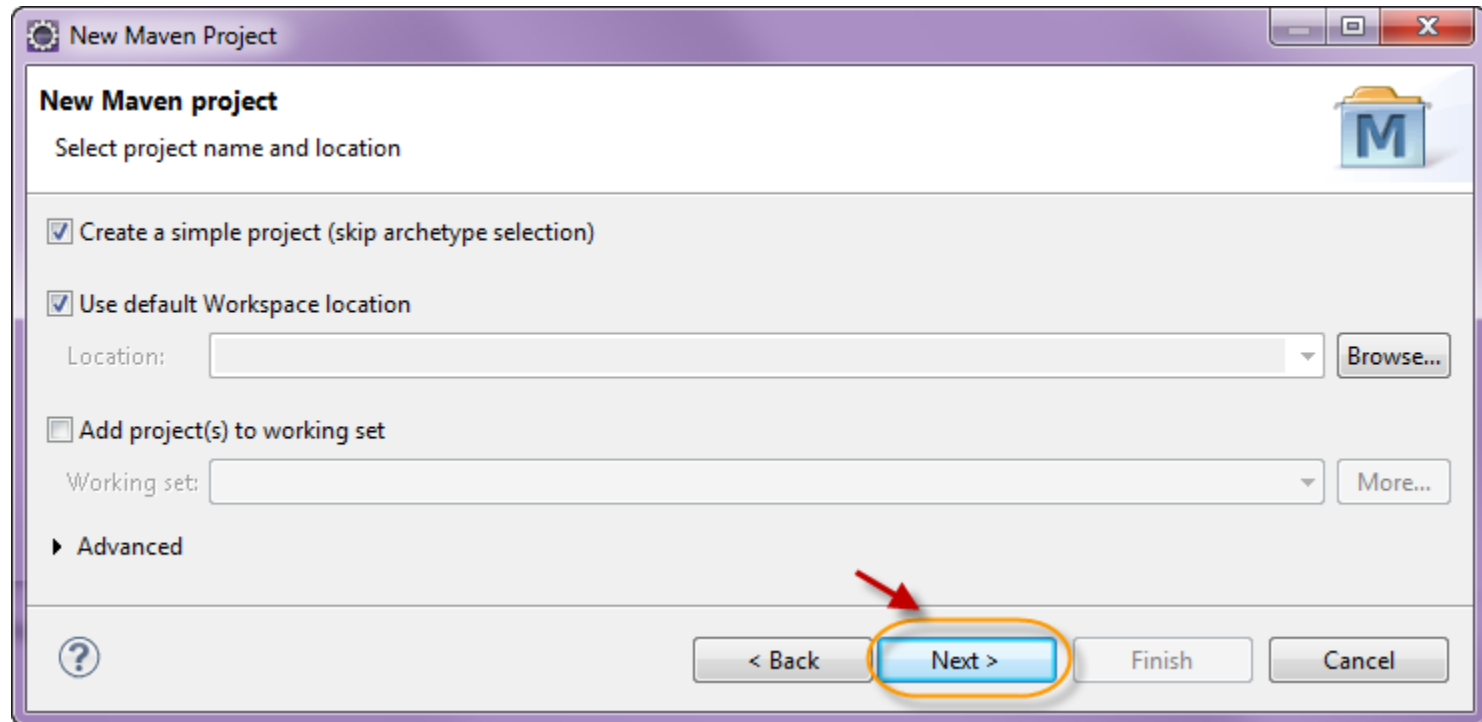 New Maven Project
New Maven project
Select project name and location
M
Create a simple project (skip archetype selection)
Use default Workspace location
Location:
Browse...
Add project(s) to working set
Working set:
More...
Advanced
?
< Back
Next >
Finish
Cancel